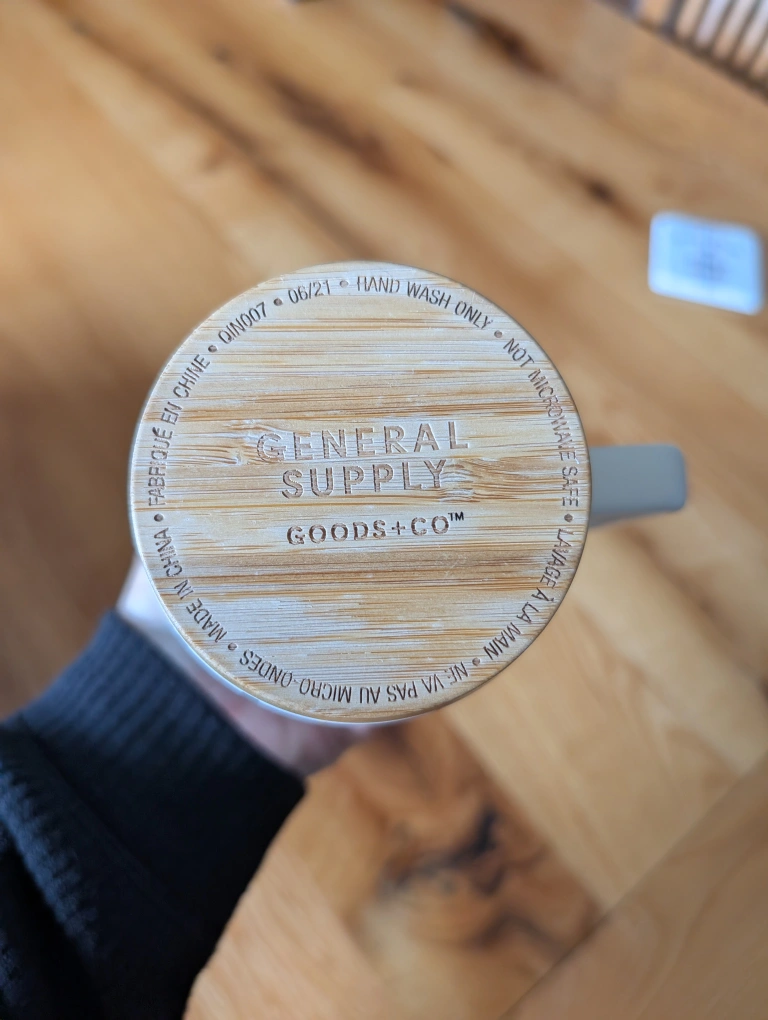 GENERAL
SUPPLY
GOODS+CO™
HAND WASH ONLY • NOT MICROWAVE SAFE • LAVAGE À LA MAIN • NE VA PAS AU MICRO-ONDES • MADE IN CHINA • FABRIQUÉ EN CHINE • QIN007 • 06/21 •